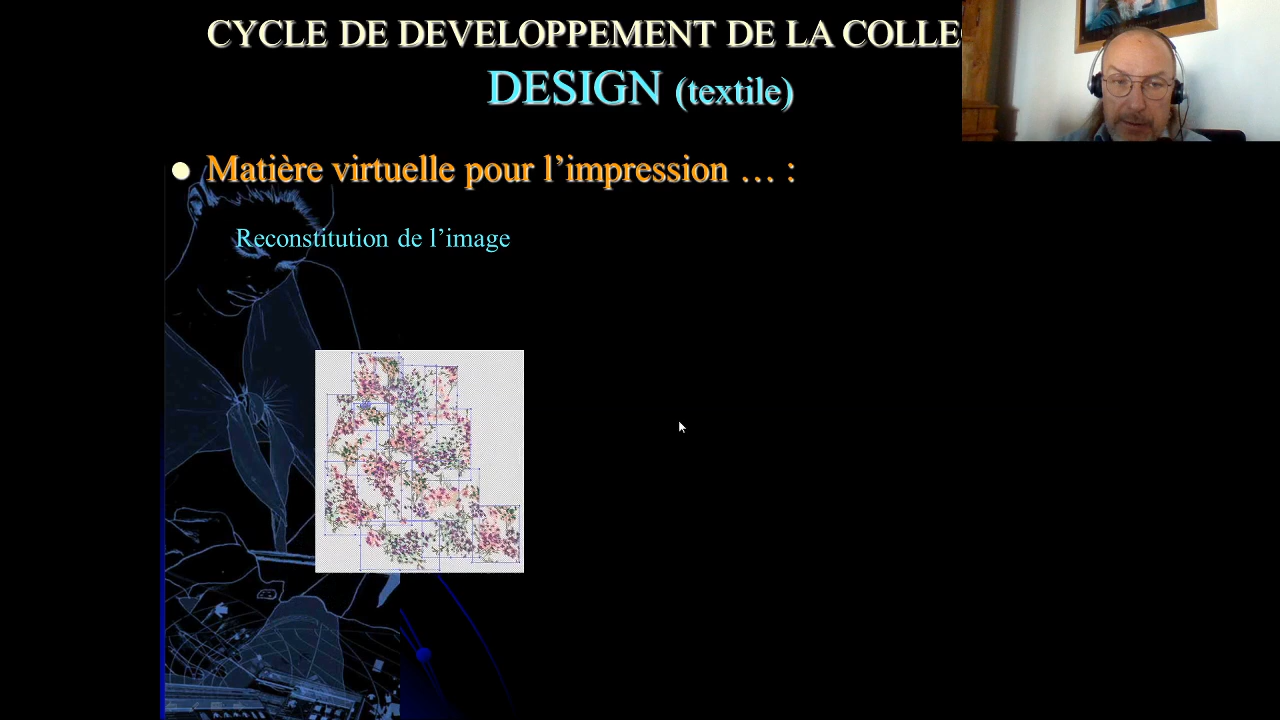 CYCLE DE DEVELOPPEMENT DE LA COLLE
DESIGN (textile)
Matière virtuelle pour l’impression … :
Reconstitution de l’image